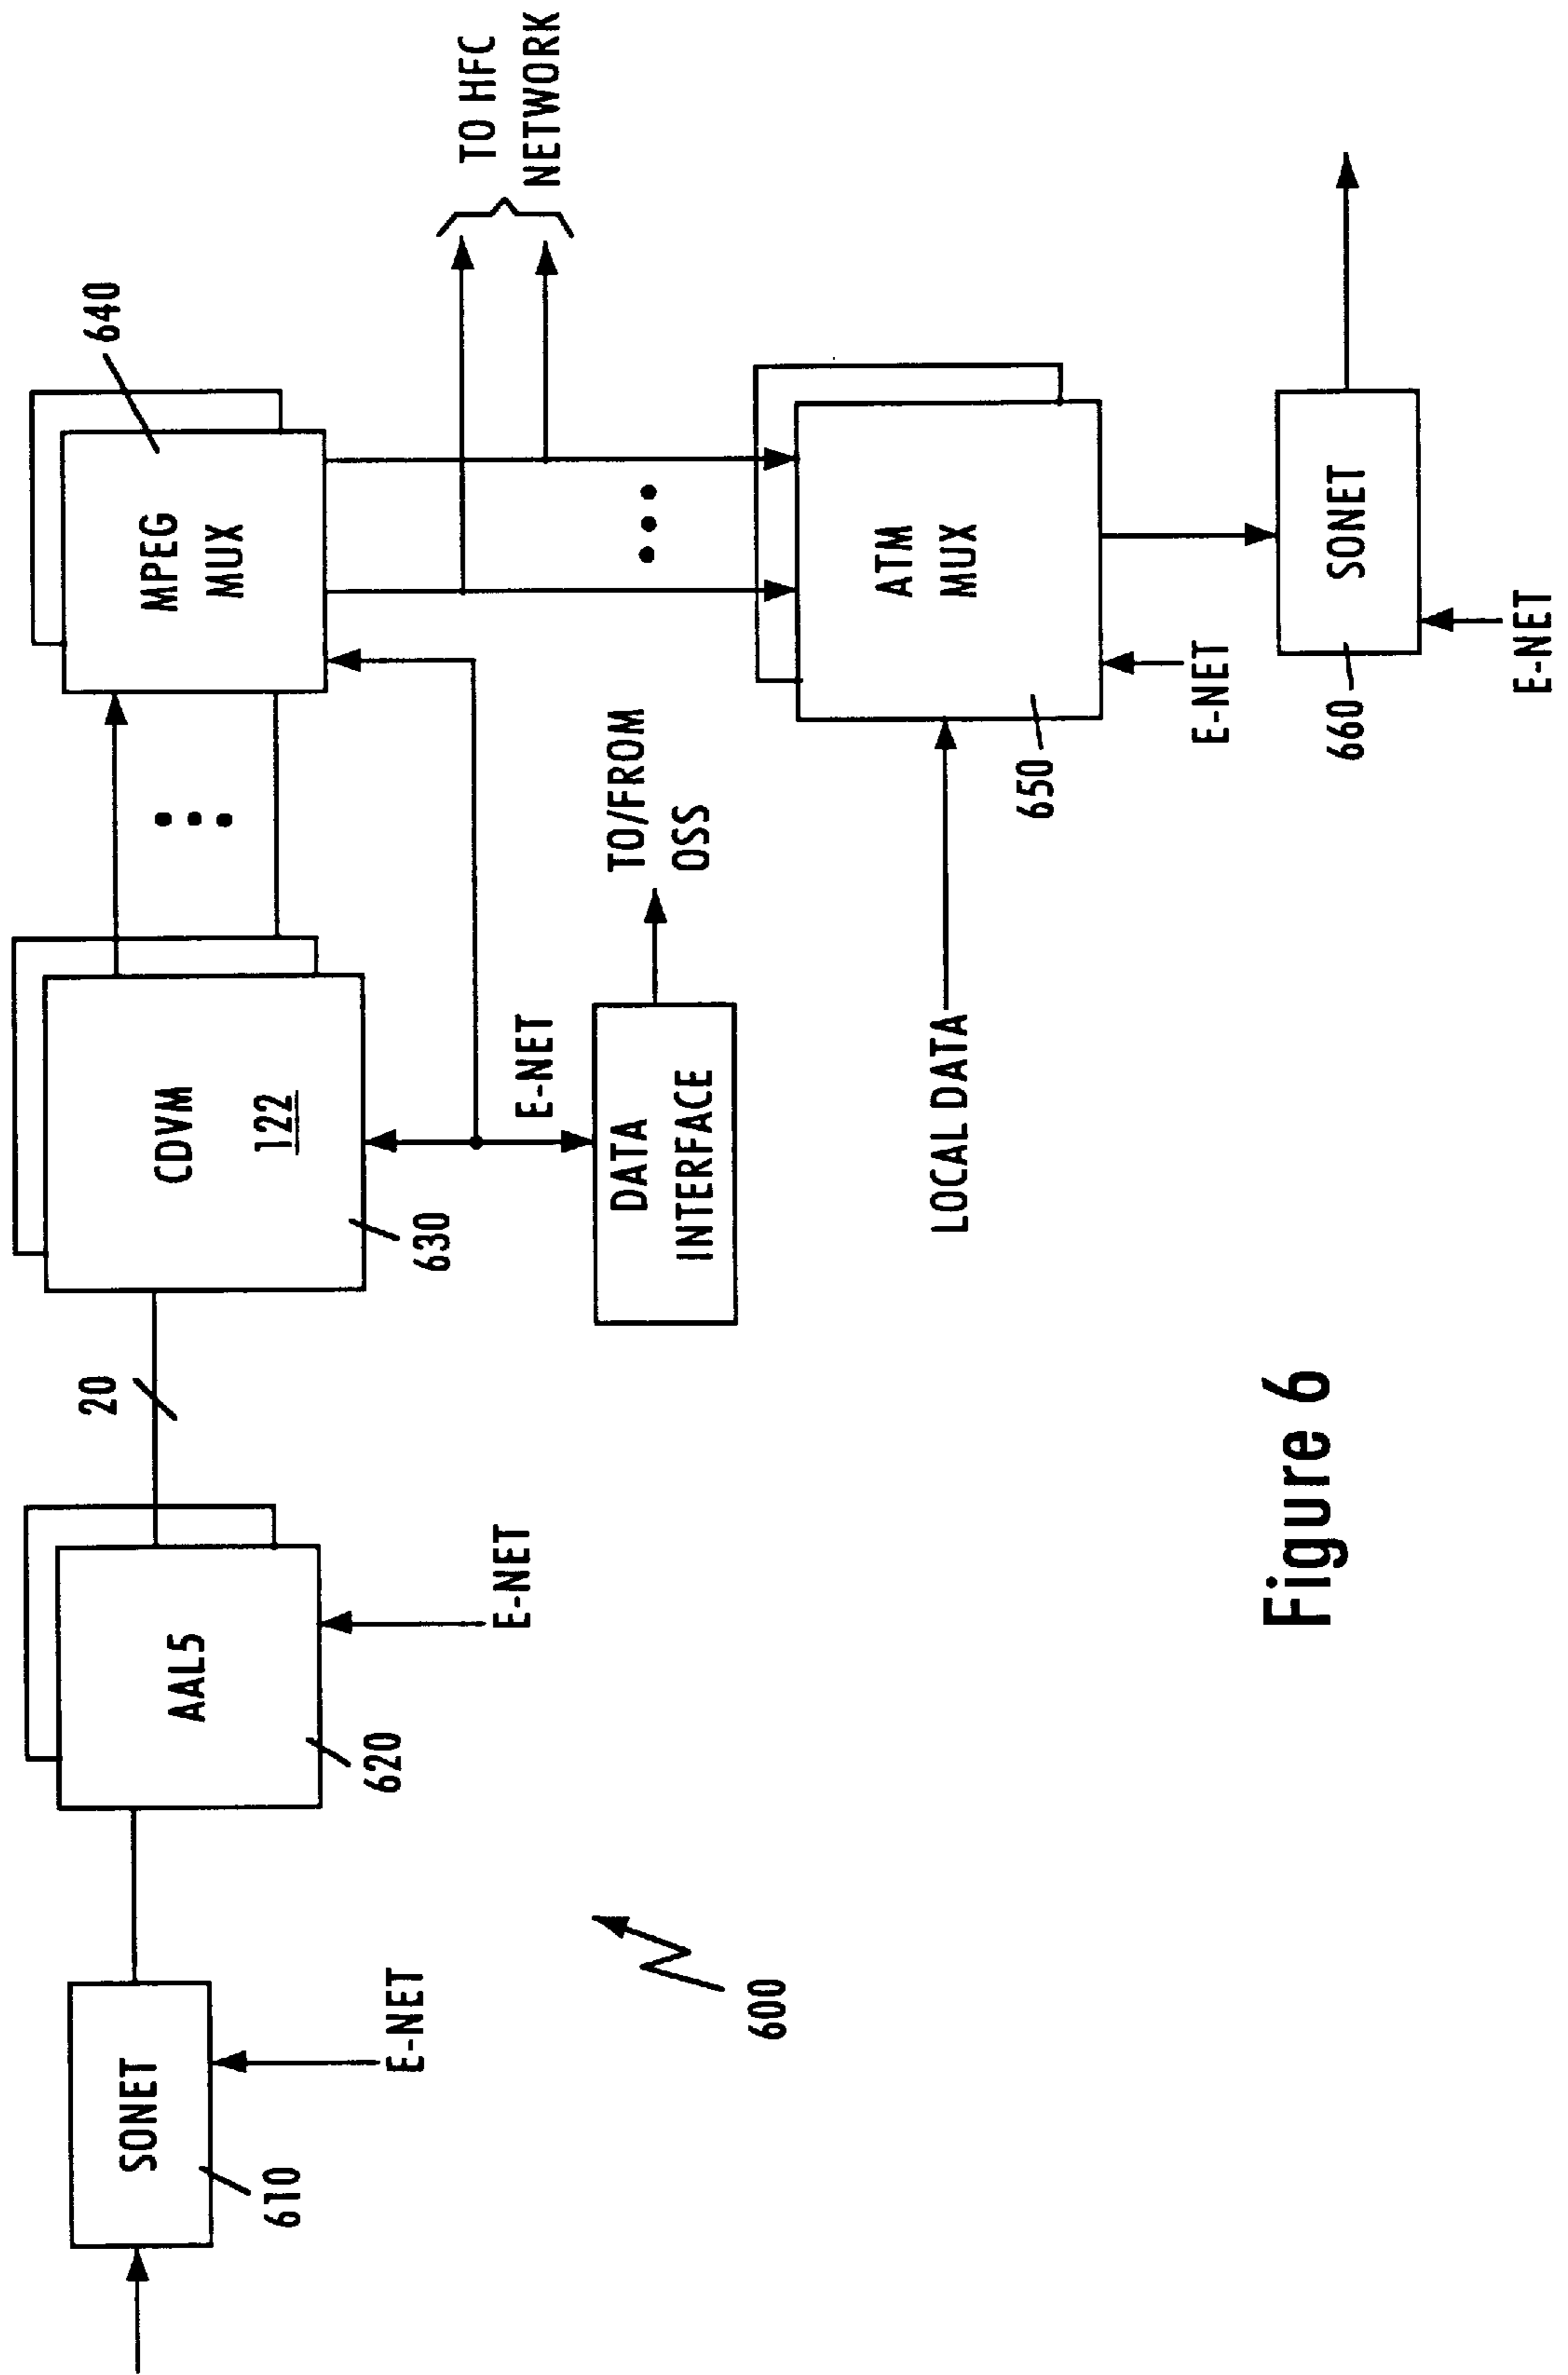 640
MPEG
MUX
TO HFC
NETWORK
CDVM
122
630
20
AAL5
620
E-NET
SONET
610
E-NET
E-NET
DATA
INTERFACE
TO/FROM
OSS
LOCAL DATA
ATM
MUX
650
E-NET
SONET
660
E-NET
600
Figure 6